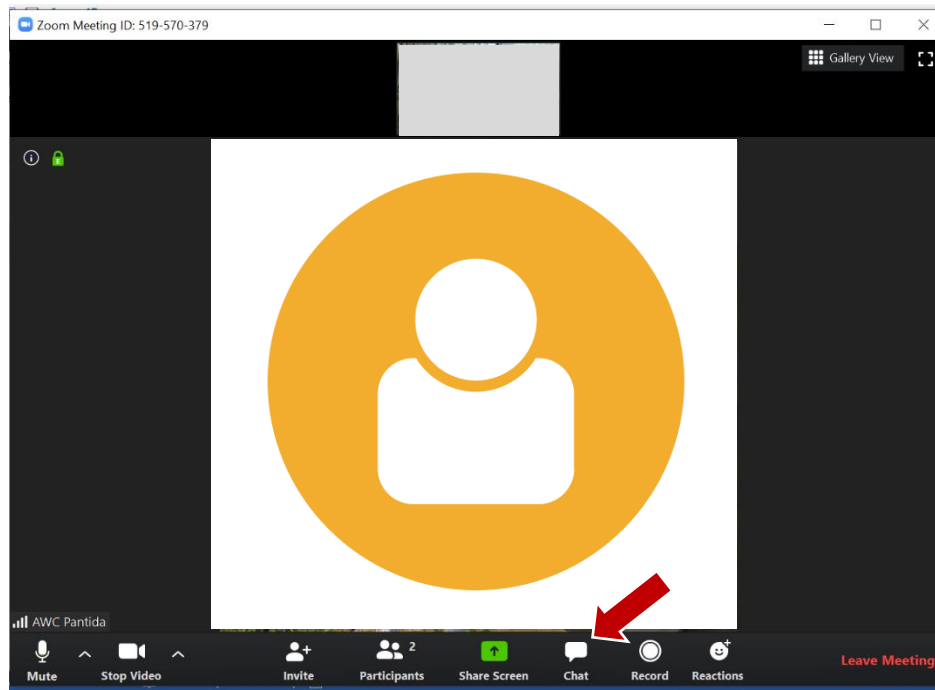 Zoom Meeting ID: 519-570-379
Gallery View
AWC Pantida
Mute
Stop Video
Invite
Participants 2
Share Screen
Chat
Record
Reactions
Leave Meeting